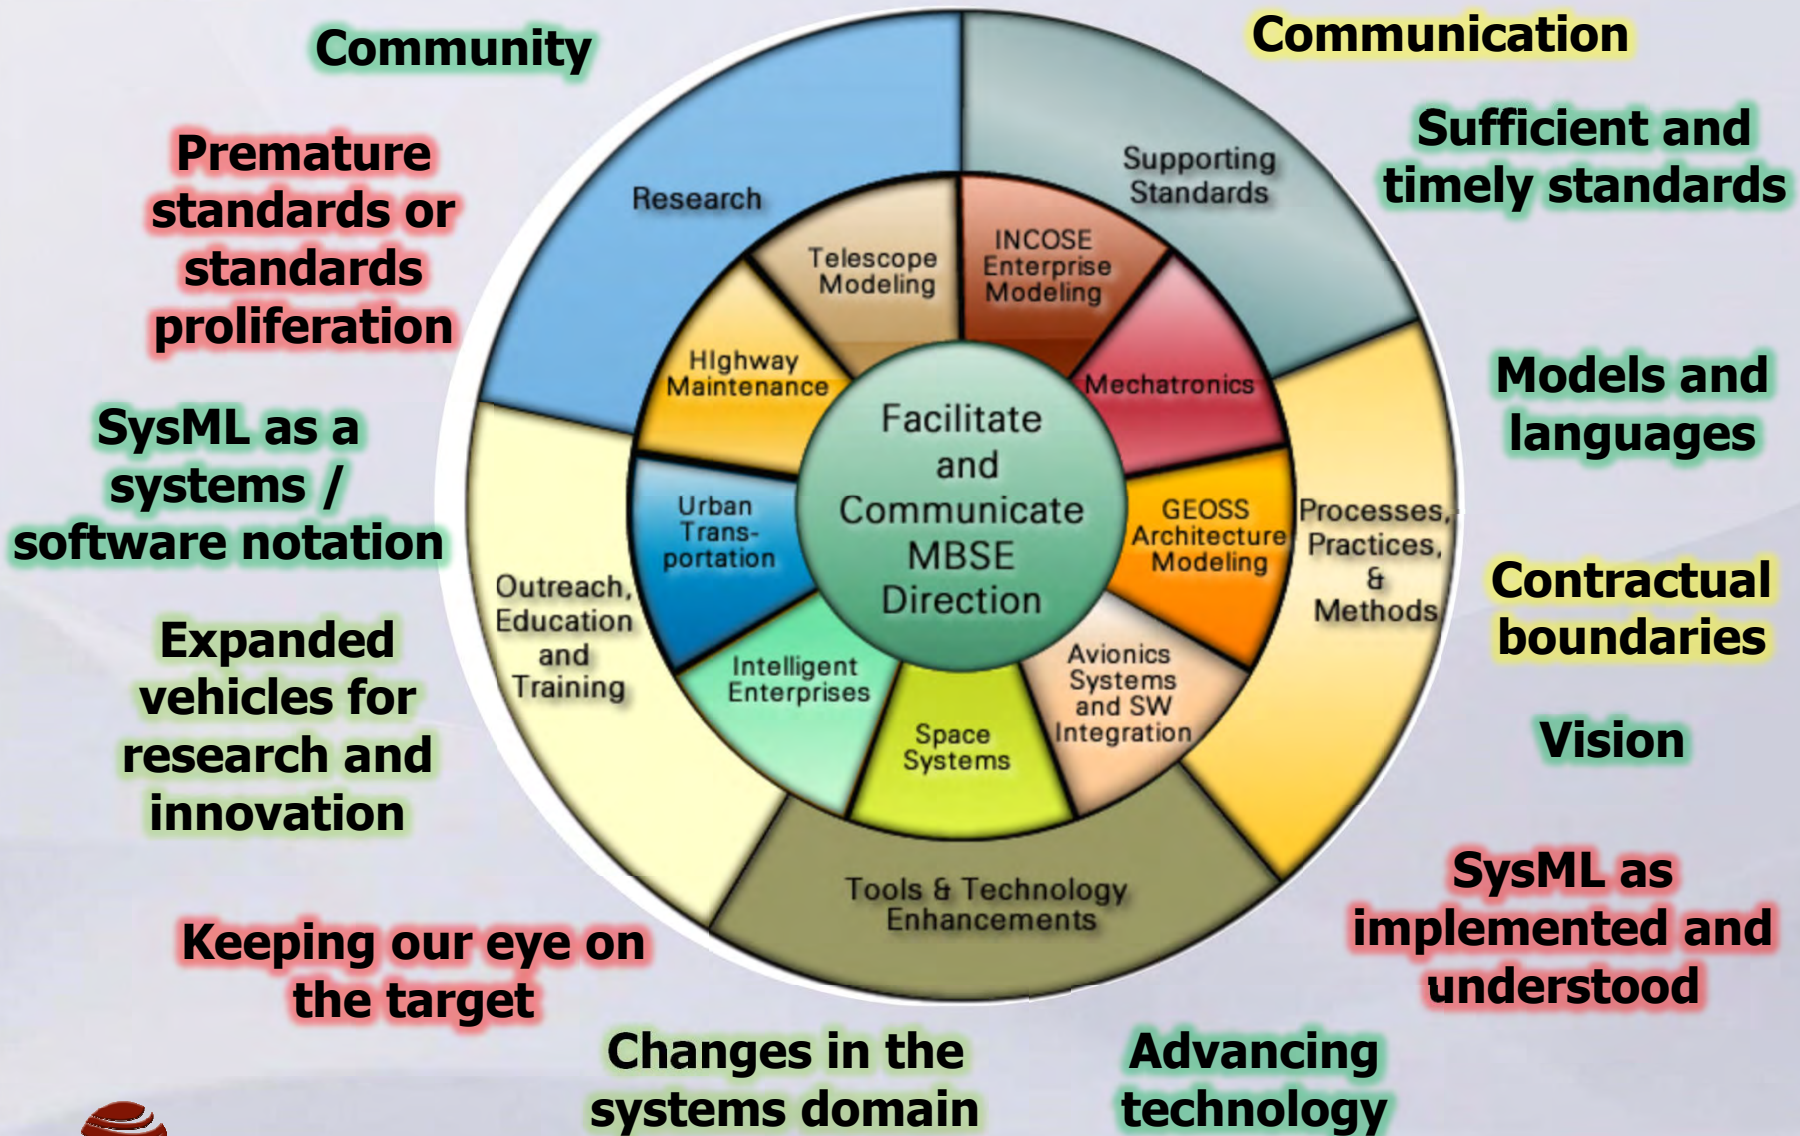 Community
Communication
Premature
standards or
standards
proliferation
Sufficient and
timely standards
SysML as a
systems /
software notation
Models and
languages
Expanded
vehicles for
research and
innovation
Contractual
boundaries
Vision
Keeping our eye on
the target
SysML as
implemented and
understood
Changes in the
systems domain
Advancing
technology
Research
Supporting
Standards
Processes,
Practices,
&
Methods
Tools & Technology
Enhancements
Outreach,
Education
and
Training
Telescope
Modeling
INCOSE
Enterprise
Modeling
Mechatronics
GEOSS
Architecture
Modeling
Avionics
Systems
and SW
Integration
Space
Systems
Intelligent
Enterprises
Urban
Trans-
portation
HIghway
Maintenance
Facilitate
and
Communicate
MBSE
Direction